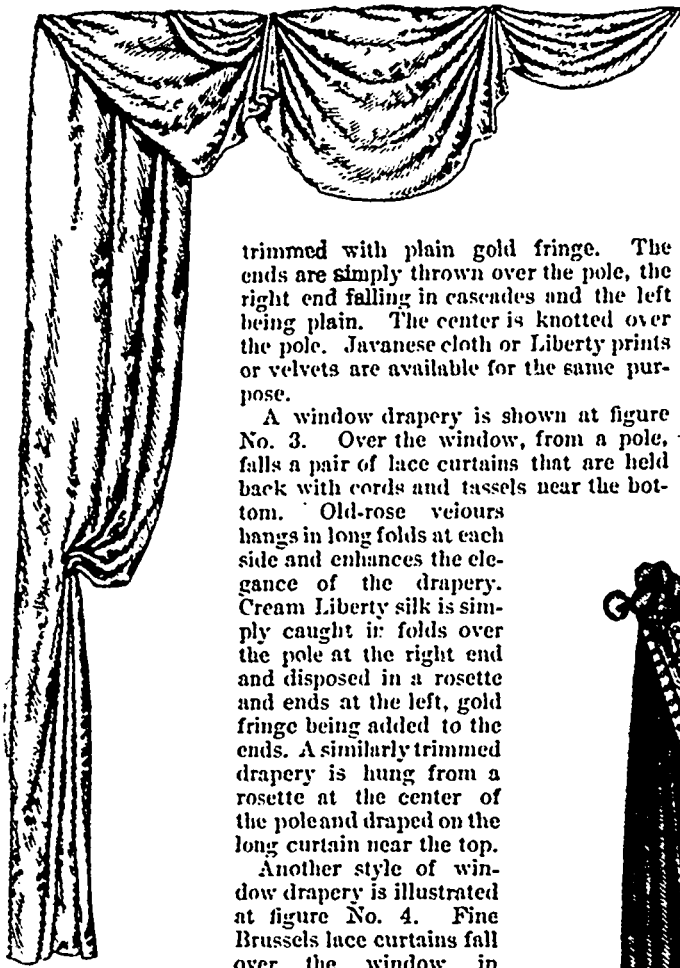 trimmed with plain gold fringe. The
ends are simply thrown over the pole, the
right end falling in cascades and the left
being plain. The center is knotted over
the pole. Javanese cloth or Liberty prints
or velvets are available for the same pur-
pose.
A window drapery is shown at figure
No. 3. Over the window, from a pole,
falls a pair of lace curtains that are held
back with cords and tassels near the bot-
tom. Old-rose velours
hangs in long folds at each
side and enhances the ele-
gance of the drapery.
Cream Liberty silk is sim-
ply caught in folds over
the pole at the right end
and disposed in a rosette
and ends at the left, gold
fringe being added to the
ends. A similarly trimmed
drapery is hung from a
rosette at the center of
the pole and draped on the
long curtain near the top.
Another style of win-
dow drapery is illustrated
at figure No. 4. Fine
Brussels lace curtains fall
over the window in